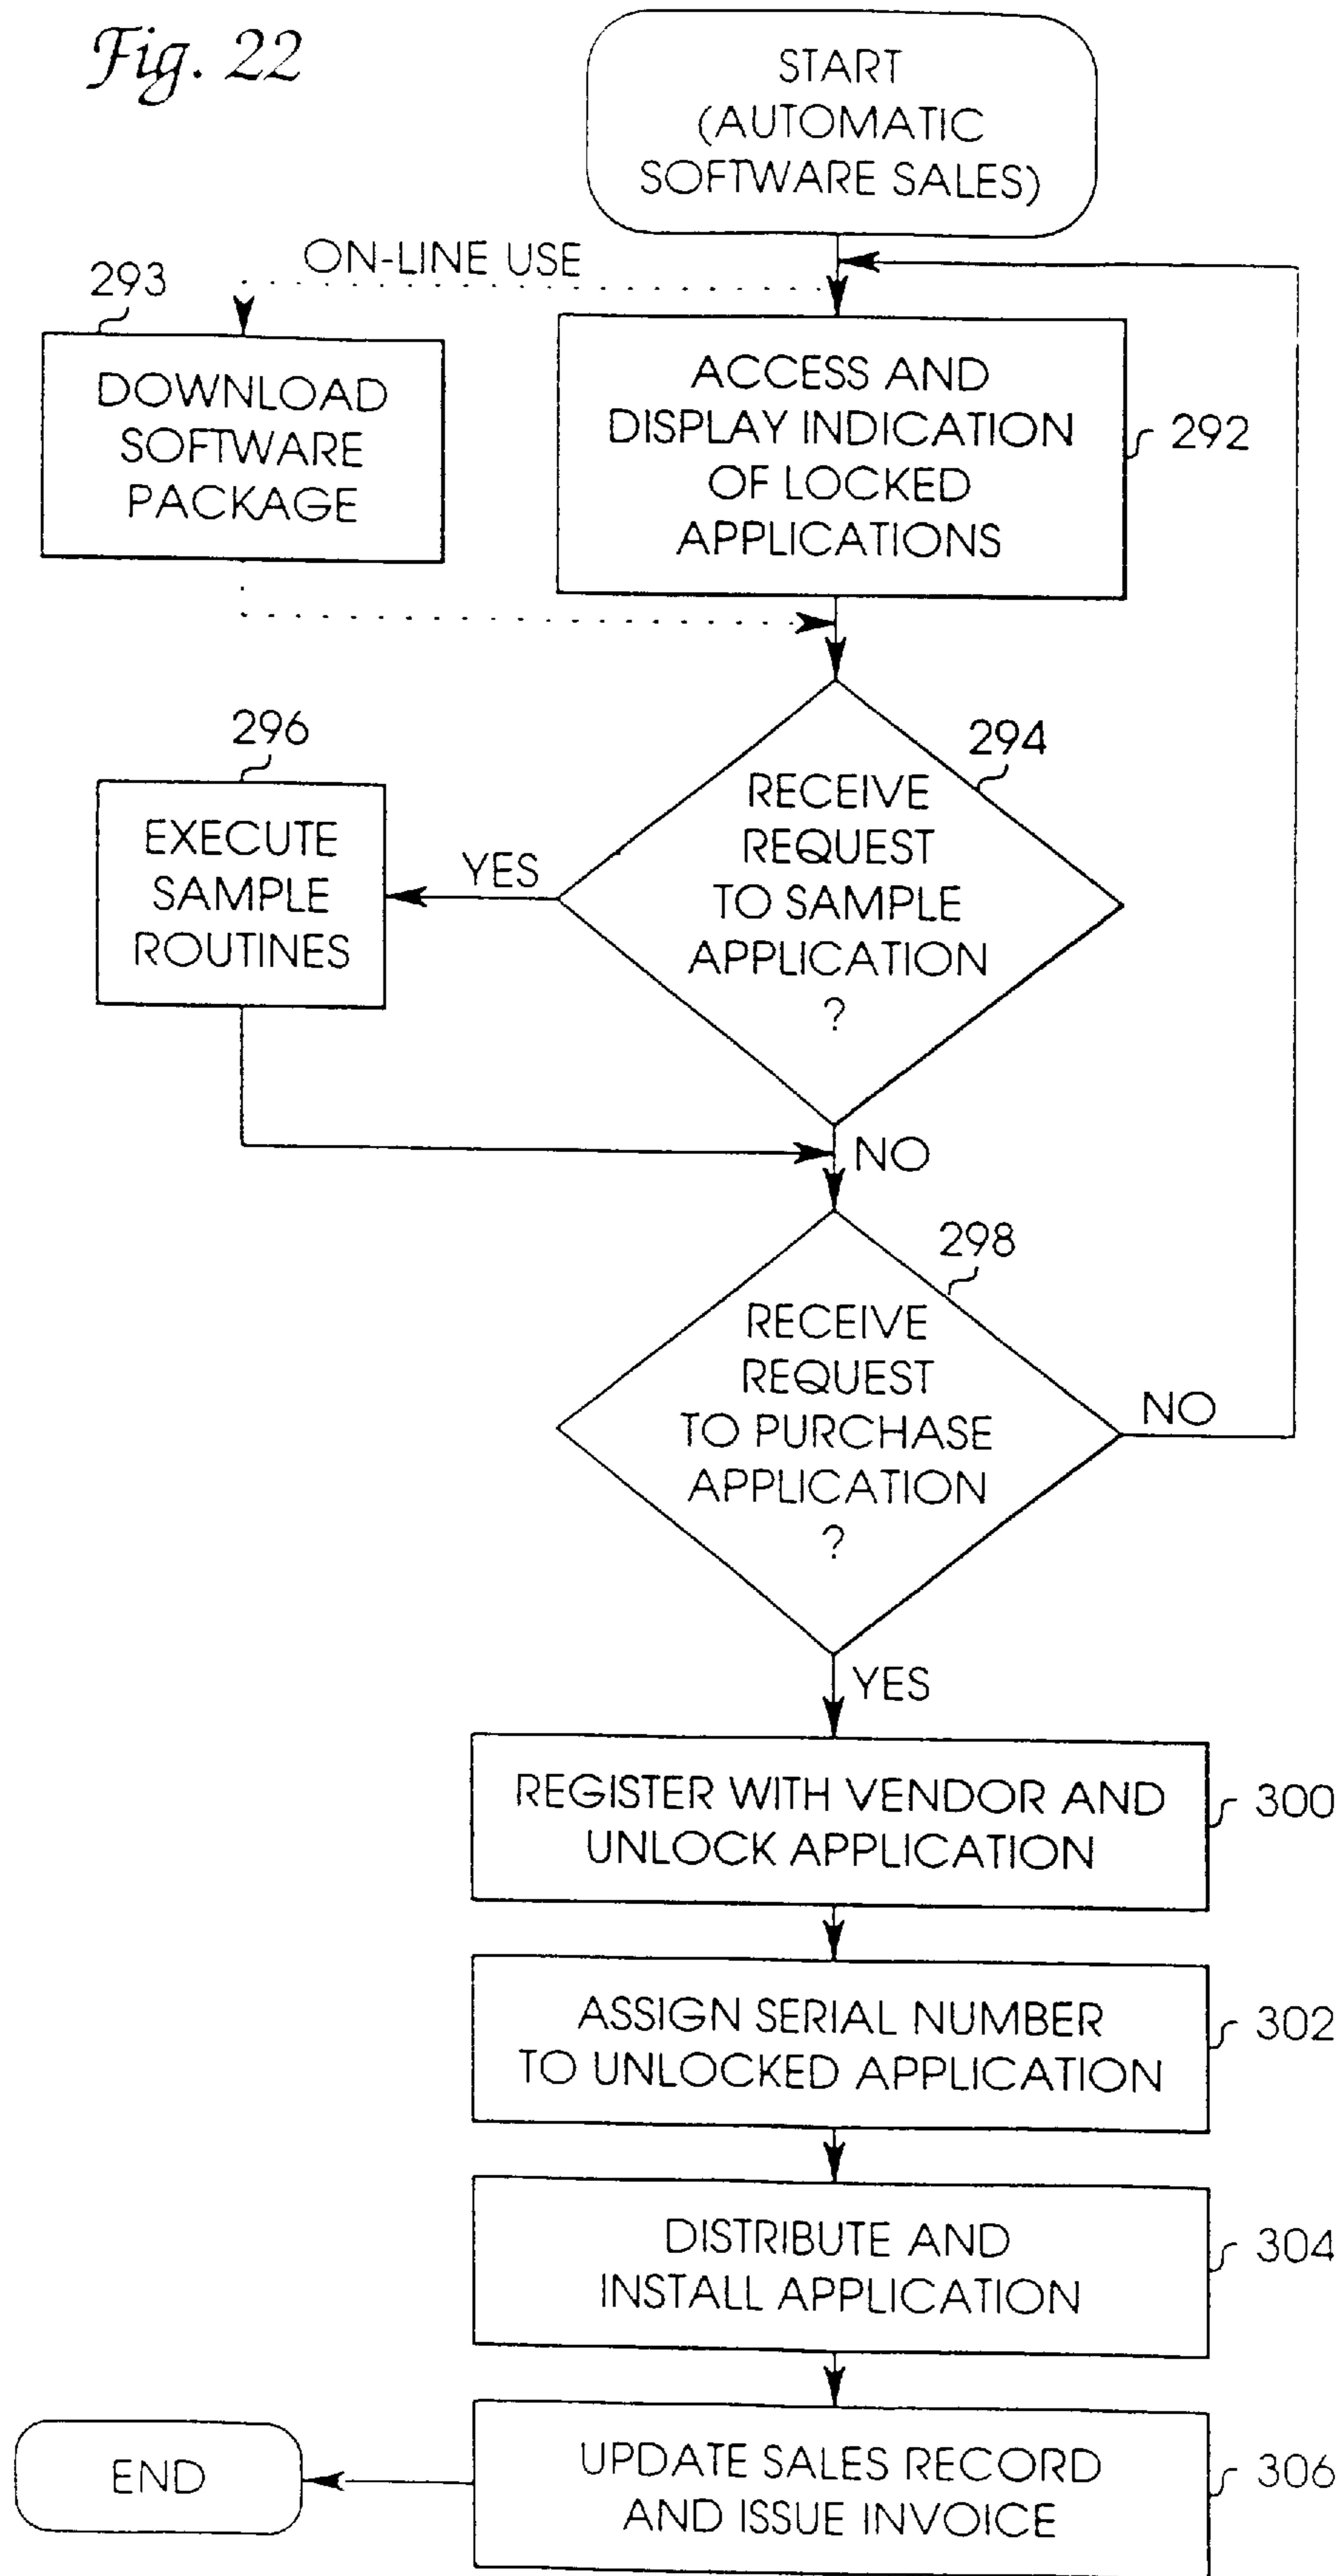 Fig. 22
START
(AUTOMATIC
SOFTWARE SALES)
ON-LINE USE
293
DOWNLOAD
SOFTWARE
PACKAGE
ACCESS AND
DISPLAY INDICATION
OF LOCKED
APPLICATIONS
292
296
EXECUTE
SAMPLE
ROUTINES
YES
294
RECEIVE
REQUEST
TO SAMPLE
APPLICATION
?
NO
298
RECEIVE
REQUEST
TO PURCHASE
APPLICATION
?
NO
YES
REGISTER WITH VENDOR AND
UNLOCK APPLICATION
300
ASSIGN SERIAL NUMBER
TO UNLOCKED APPLICATION
302
DISTRIBUTE AND
INSTALL APPLICATION
304
UPDATE SALES RECORD
AND ISSUE INVOICE
306
END